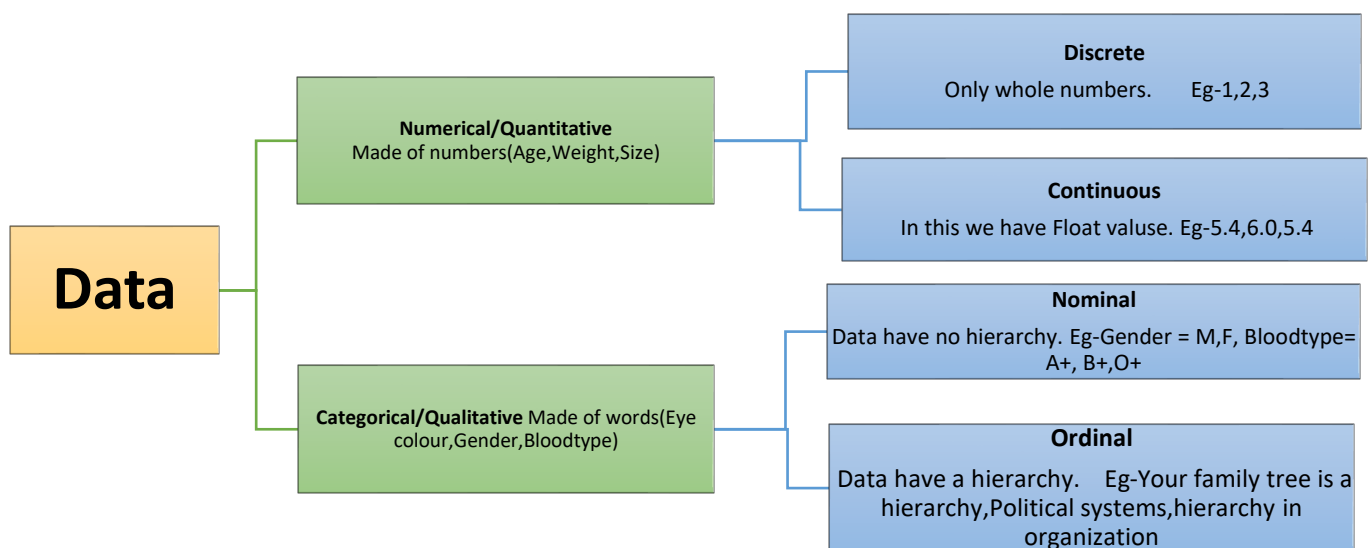 Data
Numerical/Quantitative
Made of numbers(Age,Weight,Size)
Categorical/Qualitative Made of words(Eye
colour,Gender,Bloodtype)
Discrete
Only whole numbers. Eg-1,2,3
Continuous
In this we have Float valuse. Eg-5.4,6.0,5.4
Nominal
Data have no hierarchy. Eg-Gender = M,F, Bloodtype=
A+, B+,O+
Ordinal
Data have a hierarchy. Eg-Your family tree is a
hierarchy,Political systems,hierarchy in
organization